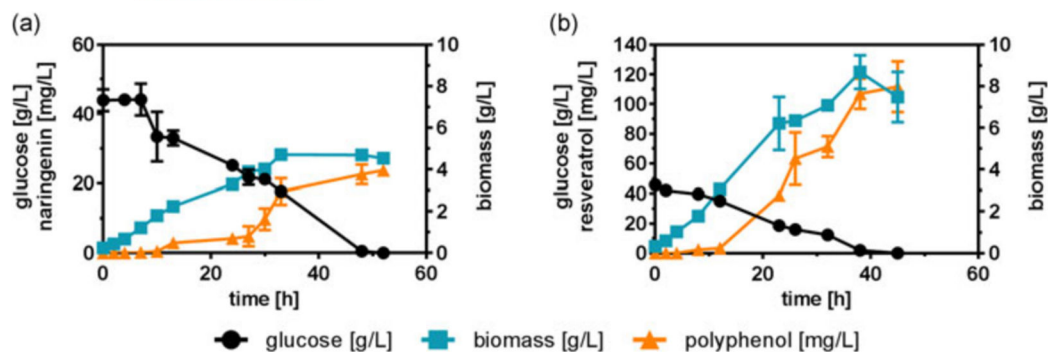 (a)
glucose [g/L]
naringenin [mg/L]
60
40
20
0
10
8
6
4
2
0
biomass [g/L]
0 20 40 60
time [h]
(b)
glucose [g/L]
resveratrol [mg/L]
140
120
100
80
60
40
20
0
10
8
6
4
2
0
biomass [g/L]
0 20 40 60
time [h]
glucose [g/L] biomass [g/L] polyphenol [mg/L]